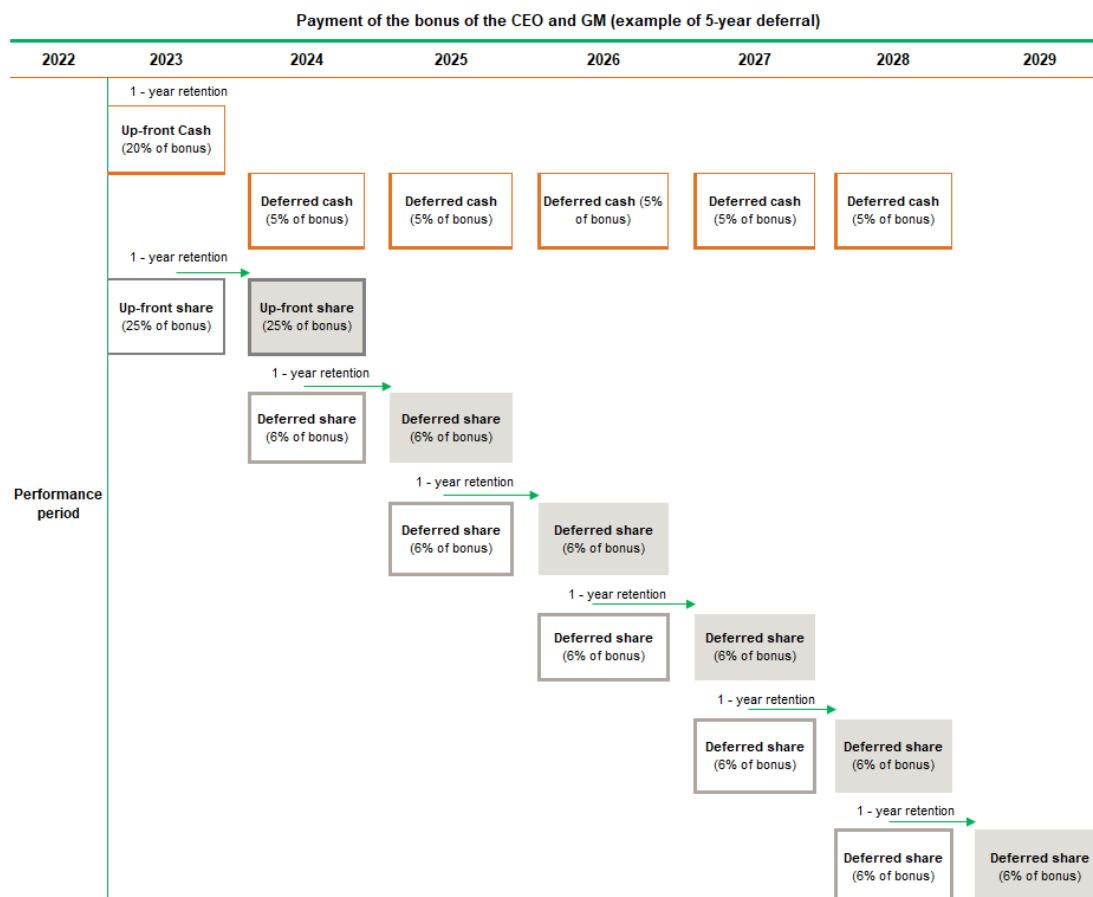 Payment of the bonus of the CEO and GM (example of 5-year deferral)
2022 2023 2024 2025 2026 2027 2028 2029
1 - year retention
Up-front Cash
(20% of bonus)
Deferred cash Deferred cash Deferred cash (5% Deferred cash Deferred cash
(5% of bonus) (5% of bonus) of bonus) (5% of bonus) (5% of bonus)
1 - year retention
Up-front share Up-front share
(25% of bonus) (25% of bonus)
1 - year retention
Deferred share Deferred share
(6% of bonus) (6% of bonus)
1 - year retention
Performance
period
Deferred share Deferred share
(6% of bonus) (6% of bonus)
1 - year retention
Deferred share Deferred share
(6% of bonus) (6% of bonus)
1 - year retention
Deferred share Deferred share
(6% of bonus) (6% of bonus)
1 - year retention
Deferred share Deferred share
(6% of bonus) (6% of bonus)